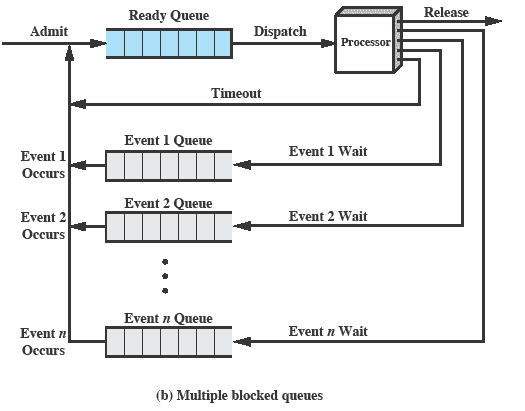 Ready Queue
Release
Admit
Dispatch
Processor
Timeout
Event 1 Queue
Event 1
Occurs
Event 1 Wait
Event 2 Queue
Event 2
Occurs
Event 2 Wait
Event n Queue
Event n
Occurs
Event n Wait
(b) Multiple blocked queues